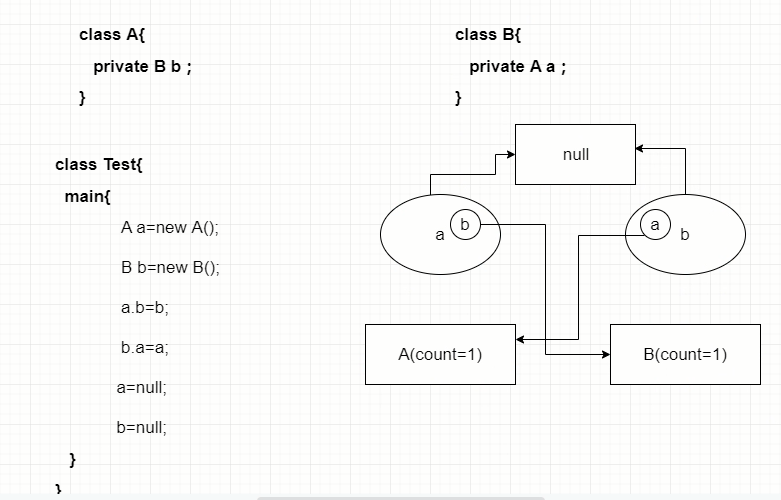 class A{
private B b ;
}
class B{
private A a ;
}
class Test{
main{
A a=new A();
B b=new B();
a.b=b;
b.a=a;
a=null;
b=null;
}
}
null
a
b
a
b
A(count=1)
B(count=1)